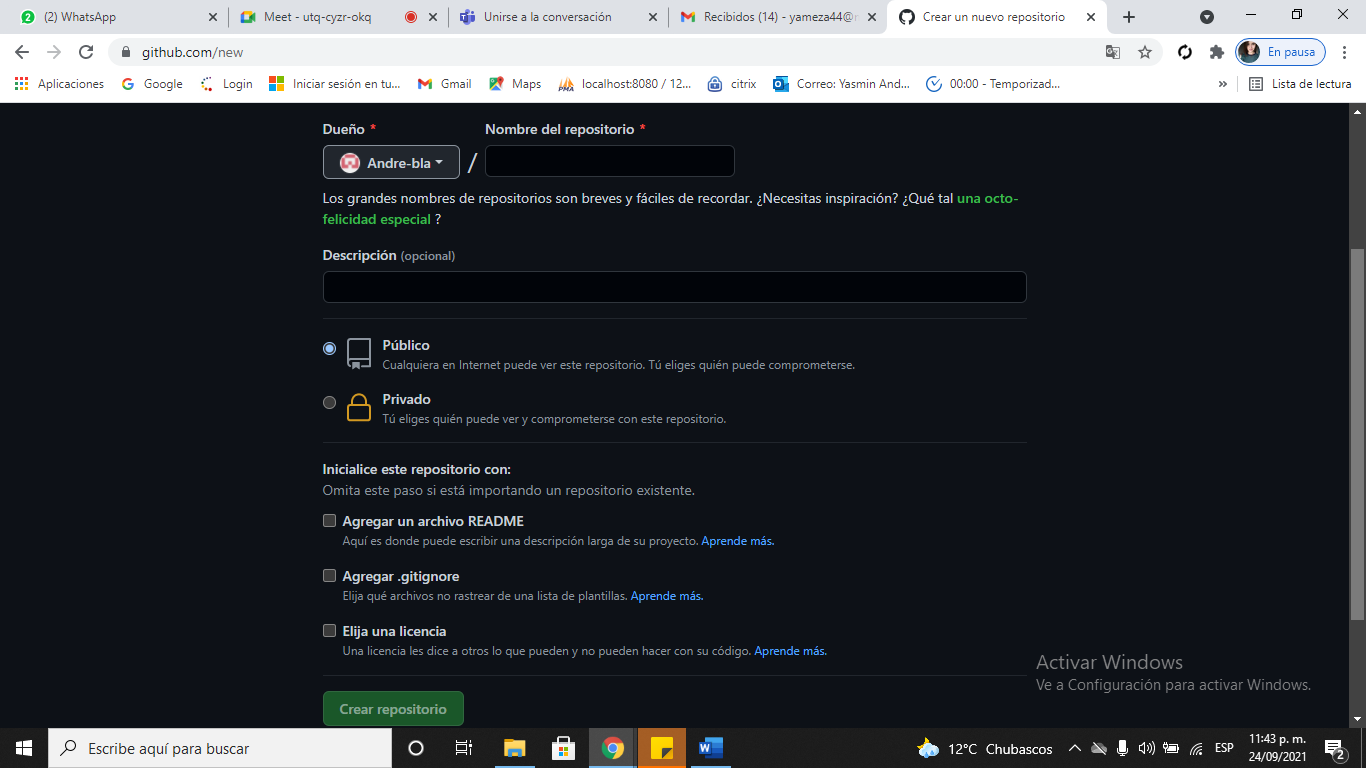 (2) WhatsApp
Meet - utq-cyzr-okq
Unirse a la conversación
Recibidos (14) - yameza44@
Crear un nuevo repositorio
github.com/new
En pausa
Aplicaciones
Google
Login
Iniciar sesión en tu...
Gmail
Maps
localhost:8080 / 12...
citrix
Correo: Yasmin And...
00:00 - Temporizad...
»
Lista de lectura
Dueño *
Nombre del repositorio *
Andre-bla
/
Los grandes nombres de repositorios son breves y fáciles de recordar. ¿Necesitas inspiración? ¿Qué tal una octo-
felicidad especial ?
Descripción (opcional)
Público
Cualquiera en Internet puede ver este repositorio. Tú eliges quién puede comprometerse.
Privado
Tú eliges quién puede ver y comprometerse con este repositorio.
Inicialice este repositorio con:
Omita este paso si está importando un repositorio existente.
Agregar un archivo README
Aquí es donde puede escribir una descripción larga de su proyecto. Aprende más.
Agregar .gitignore
Elija qué archivos no rastrear de una lista de plantillas. Aprende más.
Elija una licencia
Una licencia les dice a otros lo que pueden y no pueden hacer con su código. Aprende más.
Crear repositorio
Activar Windows
Ve a Configuración para activar Windows.
Escribe aquí para buscar
12°C Chubascos
ESP
11:43 p. m.
24/09/2021
2